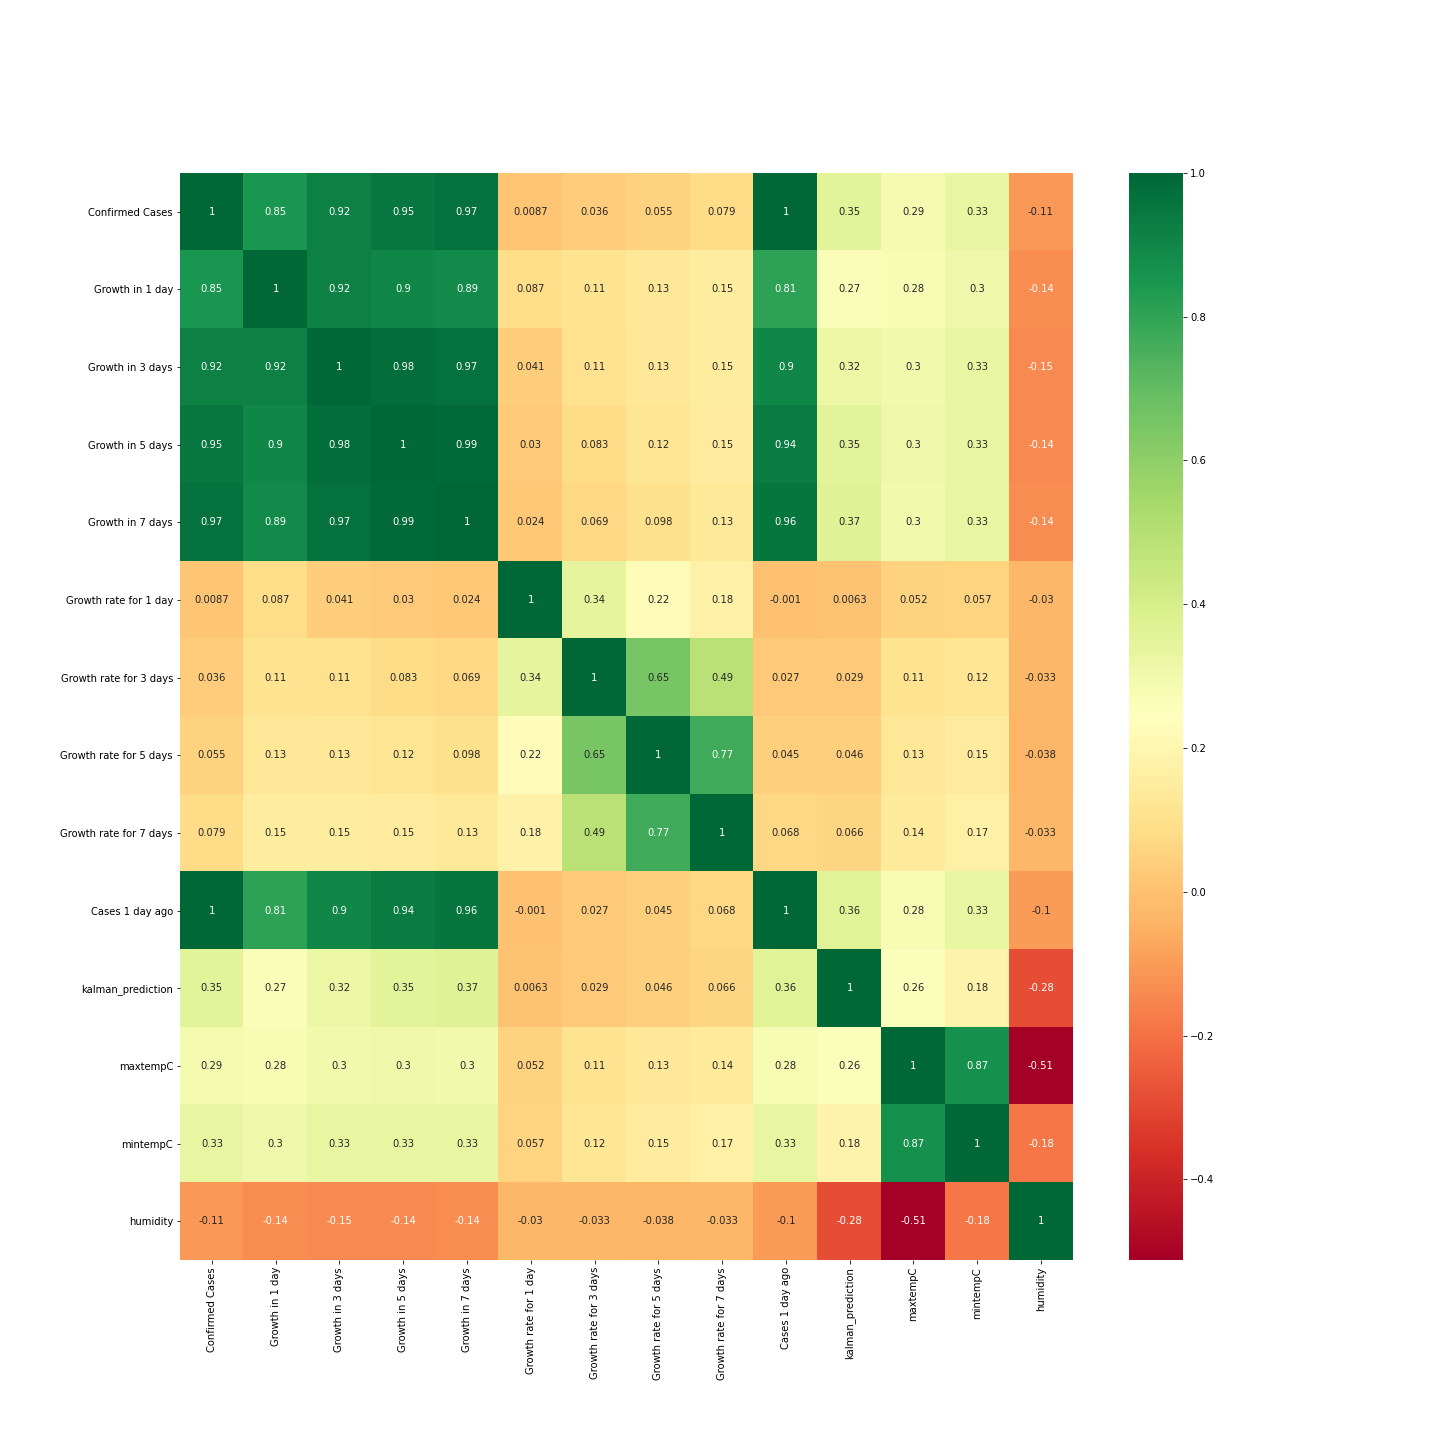 Confirmed Cases 1 0.85 0.92 0.95 0.97 0.0087 0.036 0.055 0.079 1 0.35 0.29 0.33 -0.11
Growth in 1 day 0.85 1 0.92 0.9 0.89 0.087 0.11 0.13 0.15 0.81 0.27 0.28 0.3 -0.14
Growth in 3 days 0.92 0.92 1 0.98 0.97 0.041 0.11 0.13 0.15 0.9 0.32 0.3 0.33 -0.15
Growth in 5 days 0.95 0.9 0.98 1 0.99 0.03 0.083 0.12 0.15 0.94 0.35 0.3 0.33 -0.14
Growth in 7 days 0.97 0.89 0.97 0.99 1 0.024 0.069 0.098 0.13 0.96 0.37 0.3 0.33 -0.14
Growth rate for 1 day 0.0087 0.087 0.041 0.03 0.024 1 0.34 0.22 0.18 -0.001 0.0063 0.052 0.057 -0.03
Growth rate for 3 days 0.036 0.11 0.11 0.083 0.069 0.34 1 0.65 0.49 0.027 0.029 0.11 0.12 -0.033
Growth rate for 5 days 0.055 0.13 0.13 0.12 0.098 0.22 0.65 1 0.77 0.045 0.046 0.13 0.15 -0.038
Growth rate for 7 days 0.079 0.15 0.15 0.15 0.13 0.18 0.49 0.77 1 0.068 0.066 0.14 0.17 -0.033
Cases 1 day ago 1 0.81 0.9 0.94 0.96 -0.001 0.027 0.045 0.068 1 0.36 0.28 0.33 -0.1
kalman_prediction 0.35 0.27 0.32 0.35 0.37 0.0063 0.029 0.046 0.066 0.36 1 0.26 0.18 -0.28
maxtempC 0.29 0.28 0.3 0.3 0.3 0.052 0.11 0.13 0.14 0.28 0.26 1 0.87 -0.51
mintempC 0.33 0.3 0.33 0.33 0.33 0.057 0.12 0.15 0.17 0.33 0.18 0.87 1 -0.18
humidity -0.11 -0.14 -0.15 -0.14 -0.14 -0.03 -0.033 -0.038 -0.033 -0.1 -0.28 -0.51 -0.18 1
Confirmed Cases
Growth in 1 day
Growth in 3 days
Growth in 5 days
Growth in 7 days
Growth rate for 1 day
Growth rate for 3 days
Growth rate for 5 days
Growth rate for 7 days
Cases 1 day ago
kalman_prediction
maxtempC
mintempC
humidity
1.0
0.8
0.6
0.4
0.2
0.0
−0.2
−0.4